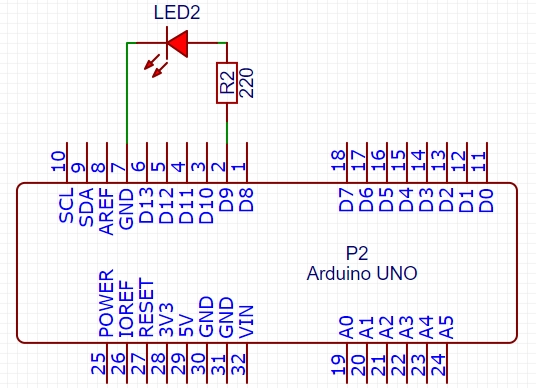 LED2
R2
220
10 9 8 7 6 5 4 3 2 1
18 17 16 15 14 13 12 11
SCL SDA AREF GND D13 D12 D11 D10 D9 D8
D7 D6 D5 D4 D3 D2 D1 D0
P2
Arduino UNO
POWER IOREF RESET 3V3 5V GND GND VIN
A0 A1 A2 A3 A4 A5
25 26 27 28 29 30 31 32
19 20 21 22 23 24